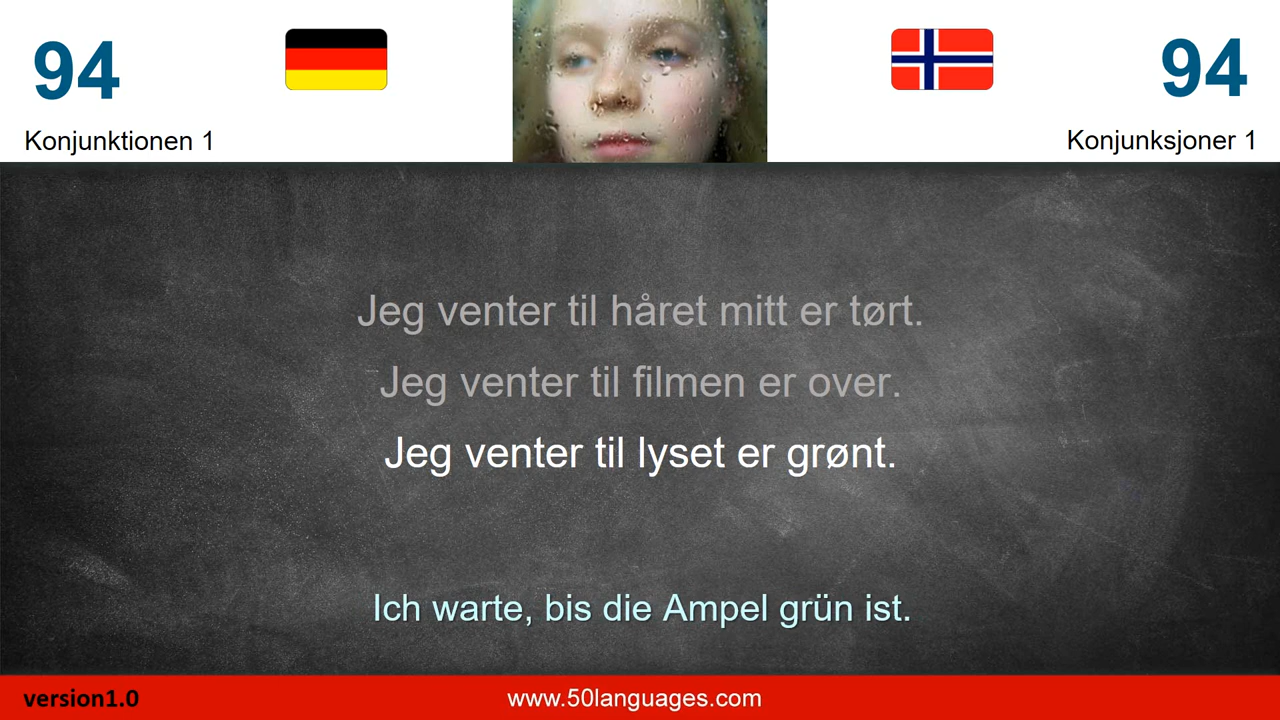 94
94
Konjunktionen 1
Konjunksjoner 1
Jeg venter til håret mitt er tørt.
Jeg venter til filmen er over.
Jeg venter til lyset er grønt.
Ich warte, bis die Ampel grün ist.
version1.0
www.50languages.com